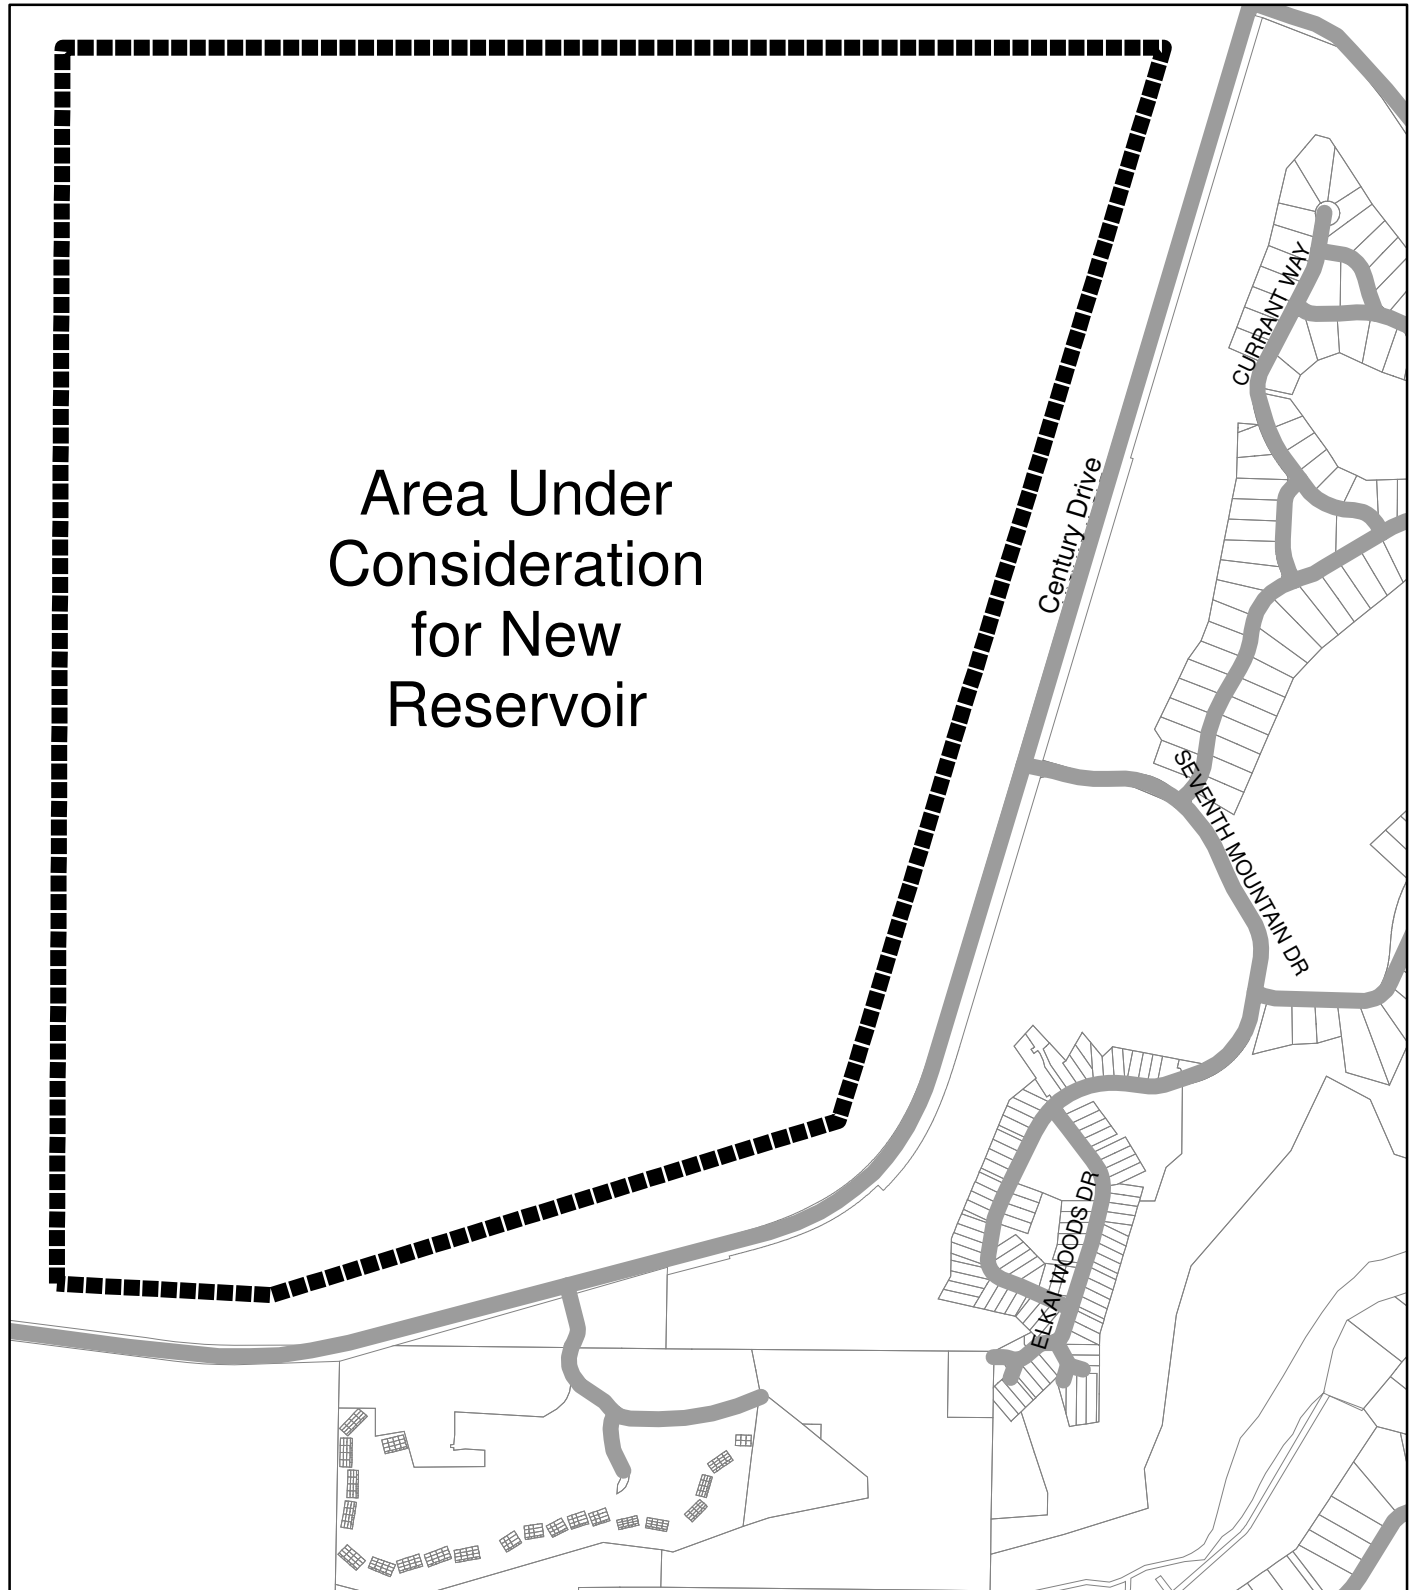 Area Under
Consideration
for New
Reservoir
Century Drive
CURRANT WAY
SEVENTH MOUNTAIN DR
ELKAI WOODS DR